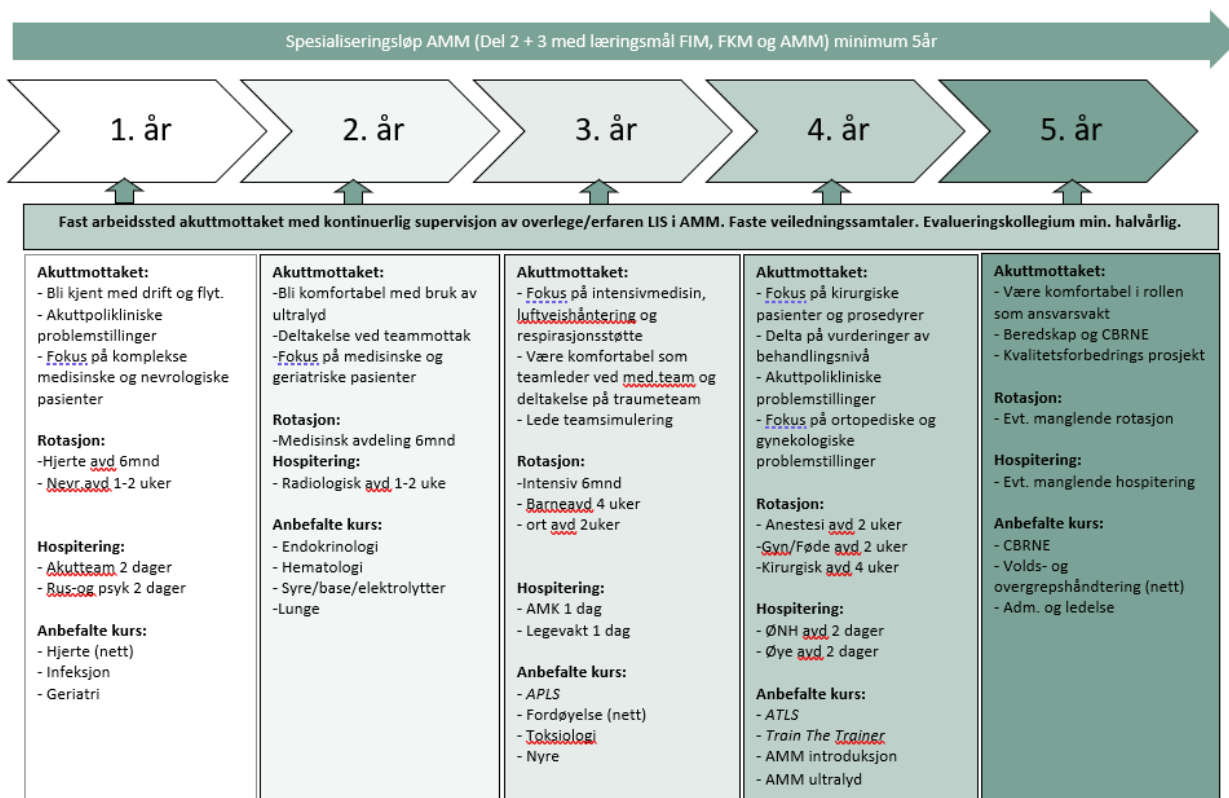 Spesialiseringsløp AMM (Del 2 + 3 med læringsmål FIM, FKM og AMM) minimum 5år
1. år
2. år
3. år
4. år
5. år
Fast arbeidssted akuttmottaket med kontinuerlig supervisjon av overlege/erfaren LIS i AMM. Faste veiledningssamtaler. Evalueringskollegium min. halvårlig.
Akuttmottaket:
- Bli kjent med drift og flyt.
- Akuttpolikliniske
problemstillinger
- Fokus på komplekse
medisinske og nevrologiske
pasienter
Rotasjon:
-Hjerte avd 6mnd
- Nevr.avd 1-2 uker
Hospitering:
- Akutteam 2 dager
- Rus-og psyk 2 dager
Anbefalte kurs:
- Hjerte (nett)
- Infeksjon
- Geriatri
Akuttmottaket:
-Bli komfortabel med bruk av
ultralyd
-Deltakelse ved teammottak
-Fokus på medisinske og
geriatriske pasienter
Rotasjon:
-Medisinsk avdeling 6mnd
Hospitering:
- Radiologisk avd 1-2 uke
Anbefalte kurs:
- Endokrinologi
- Hematologi
- Syre/base/elektrolytter
-Lunge
Akuttmottaket:
- Fokus på intensivmedisin,
luftveishåntering og
respirasjonsstøtte
- Være komfortabel som
teamleder ved med.team og
deltakelse på traumeteam
- Lede teamsimulering
Rotasjon:
-Intensiv 6mnd
- Barneavd 4 uker
- ort avd 2uker
Hospitering:
- AMK 1 dag
- Legevakt 1 dag
Anbefalte kurs:
- APLS
- Fordøyelse (nett)
- Toksiologi
- Nyre
Akuttmottaket:
- Fokus på kirurgiske
pasienter og prosedyrer
- Delta på vurderinger av
behandlingsnivå
- Akuttpolikliniske
problemstillinger
- Fokus på ortopediske og
gynekologiske
problemstillinger
Rotasjon:
- Anestesi avd 2 uker
-Gyn/Føde avd 2 uker
-Kirurgisk avd 4 uker
Hospitering:
- ØNH avd 2 dager
- Øye avd 2 dager
Anbefalte kurs:
- ATLS
- Train The Trainer
- AMM introduksjon
- AMM ultralyd
Akuttmottaket:
- Være komfortabel i rollen
som ansvarsvakt
- Beredskap og CBRNE
- Kvalitetsforbedrings prosjekt
Rotasjon:
- Evt. manglende rotasjon
Hospitering:
- Evt. manglende hospitering
Anbefalte kurs:
- CBRNE
- Volds- og
overgrepshåndtering (nett)
- Adm. og ledelse